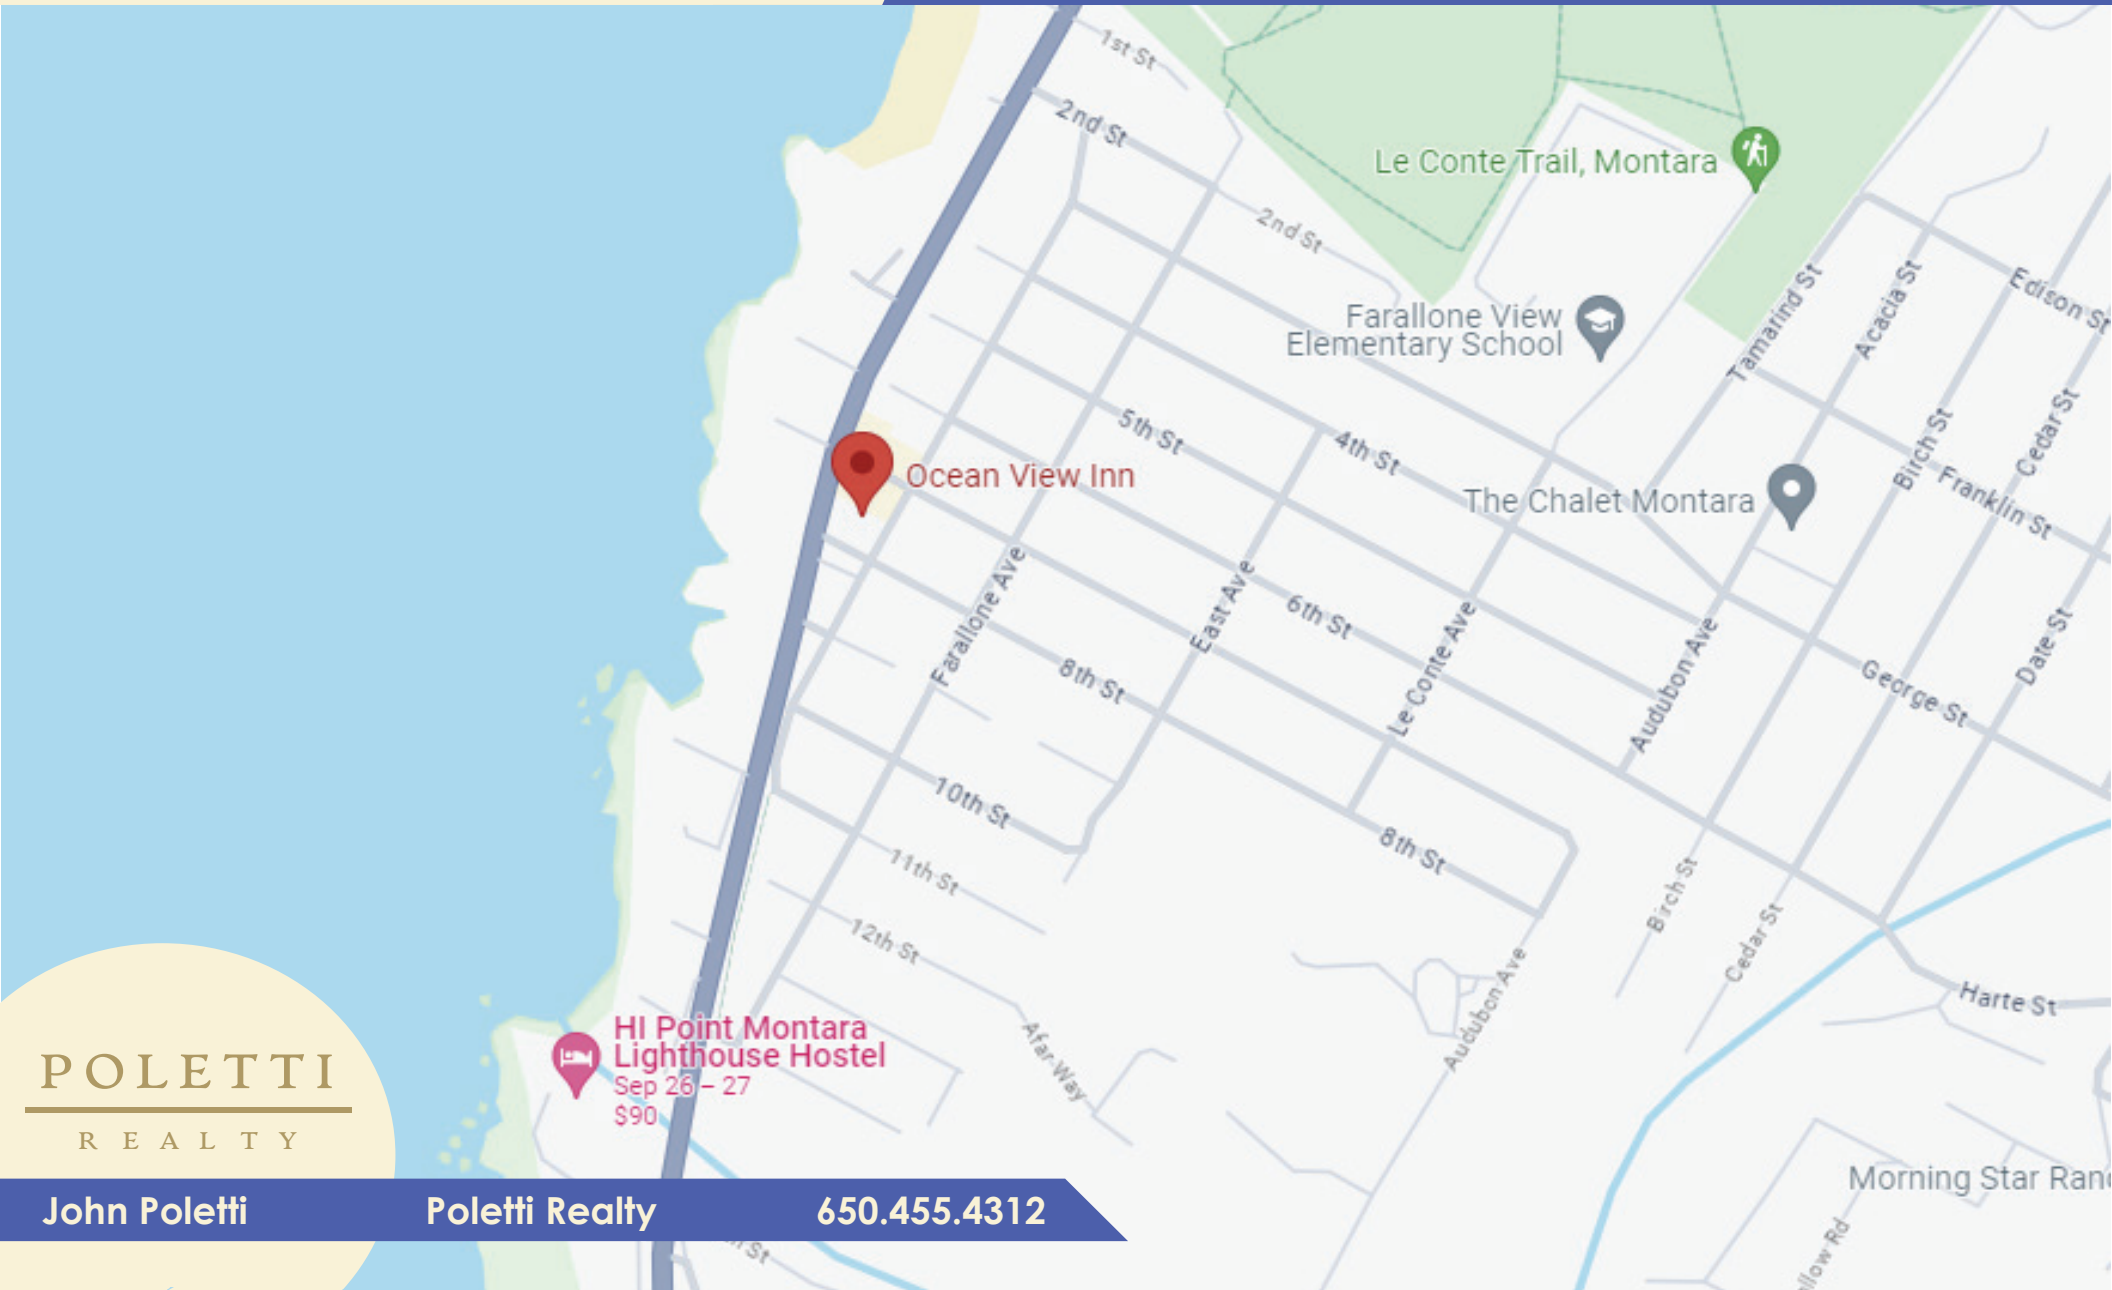 1st St
2nd St
2nd St
Le Conte Trail, Montara
Farallone View
Elementary School
Tamarind St
Acacia St
Edison St
Birch St
Cedar St
Franklin St
5th St
4th St
Ocean View Inn
The Chalet Montara
Farallone Ave
East Ave
6th St
Le Conte Ave
Audubon Ave
8th St
George St
Date St
10th St
8th St
11th St
12th St
Birch St
Cedar St
Audubon Ave
Harte St
Afar Way
HI Point Montara
Lighthouse Hostel
Sep 26 – 27
$90
POLETTI
REALTY
Morning Star Ran
John Poletti
Poletti Realty
650.455.4312
St
Rd